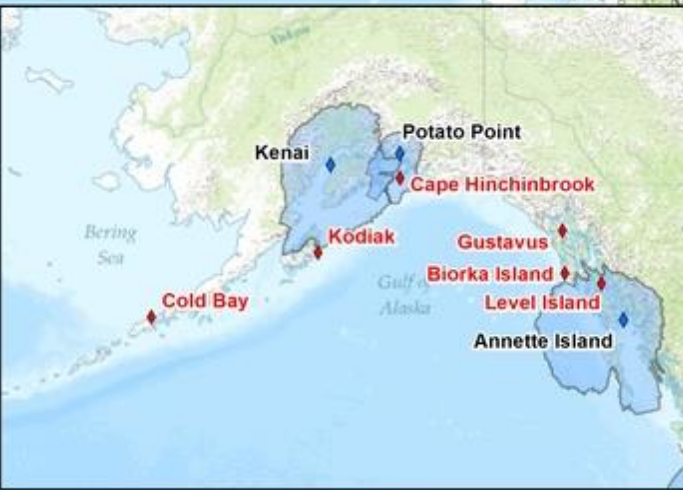 Yukon
Potato Point
Kenai
Cape Hinchinbrook
Bering
Sea
Kodiak
Gustavus
Biorka Island
Gulf of
Alaska
Level Island
Cold Bay
Annette Island